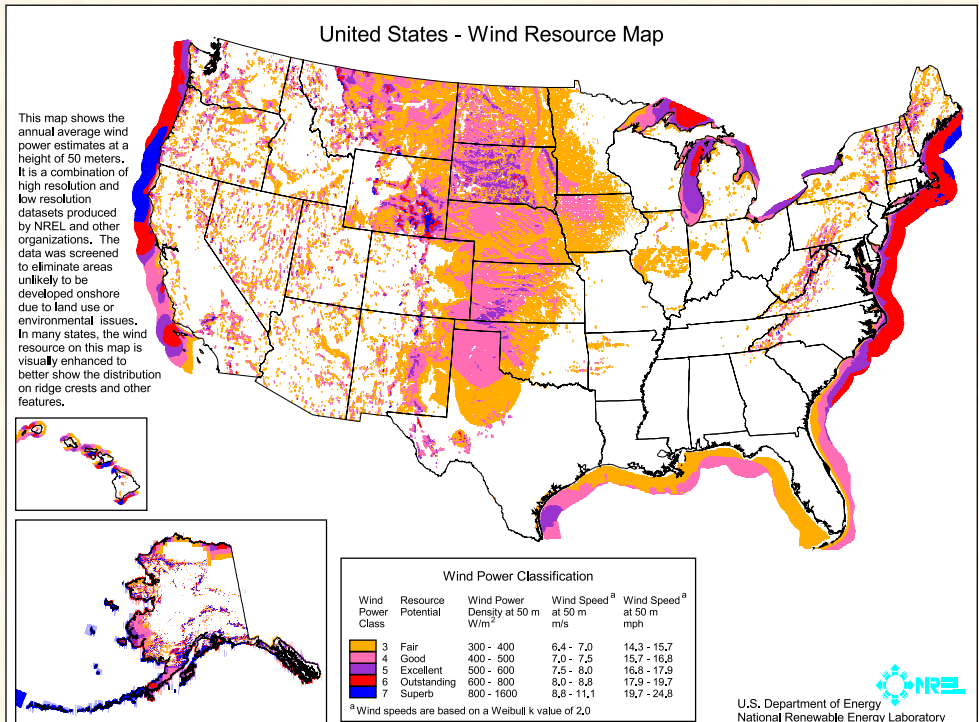 United States - Wind Resource Map
This map shows the
annual average wind
power estimates at a
height of 50 meters.
It is a combination of
high resolution and
low resolution
datasets produced
by NREL and other
organizations. The
data was screened
to eliminate areas
unlikely to be
developed onshore
due to land use or
environmental issues.
In many states, the wind
resource on this map is
visually enhanced to
better show the distribution
on ridge crests and other
features.
Wind Power Classification
Wind Resource Wind Power Wind Speed a Wind Speed a
Power Potential Density at 50 m at 50 m at 50 m
Class W/m2 m/s mph
3 Fair 300 - 400 6.4 - 7.0 14.3 - 15.7
4 Good 400 - 500 7.0 - 7.5 15.7 - 16.8
5 Excellent 500 - 600 7.5 - 8.0 16.8 - 17.9
6 Outstanding 600 - 800 8.0 - 8.8 17.9 - 19.7
7 Superb 800 - 1600 8.8 - 11.1 19.7 - 24.8
a Wind speeds are based on a Weibull k value of 2.0
NREL
U.S. Department of Energy
National Renewable Energy Laboratory